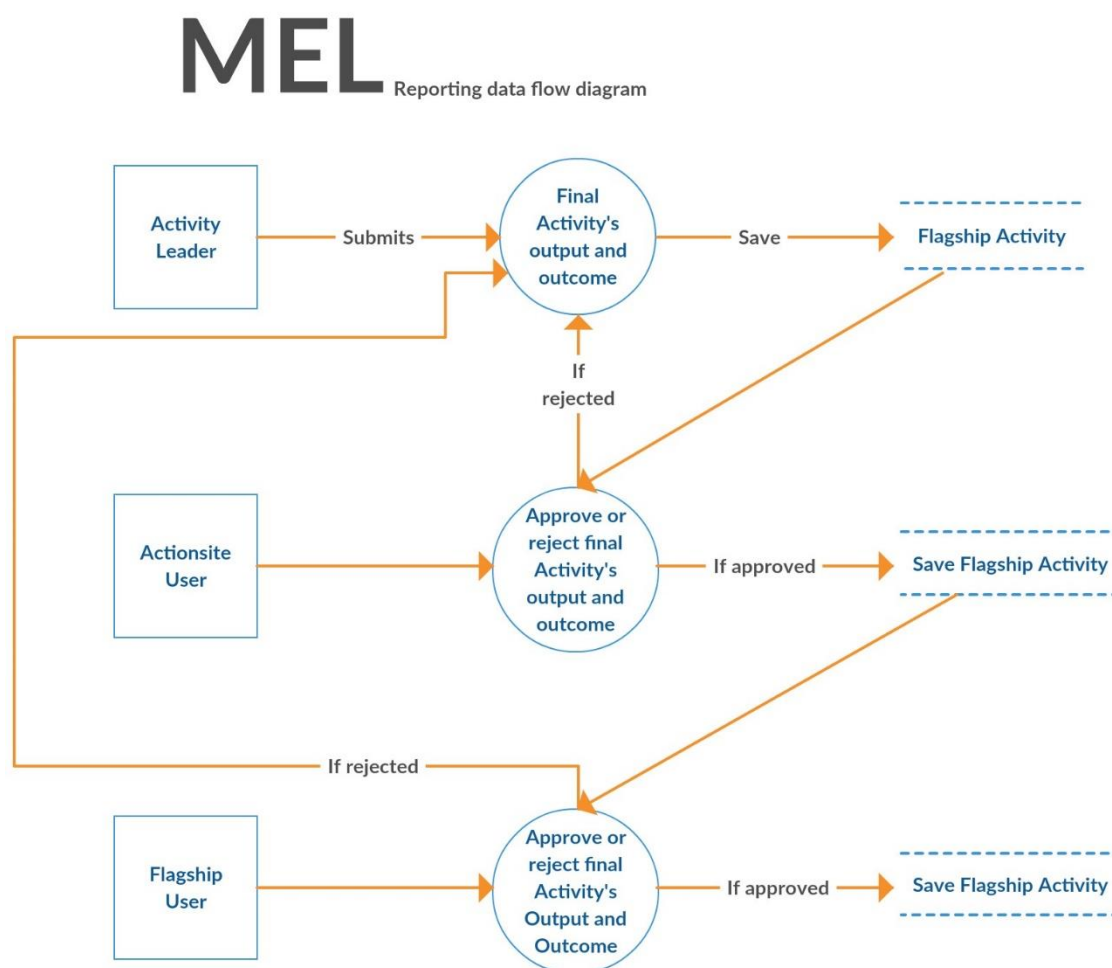 MEL Reporting data flow diagram
Activity
Leader
Submits
Final
Activity's
output and
outcome
Save
Flagship Activity
If
rejected
Actionsite
User
Approve or
reject final
Activity's
output and
outcome
If approved
Save Flagship Activity
If rejected
Flagship
User
Approve or
reject final
Activity's
Output and
Outcome
If approved
Save Flagship Activity